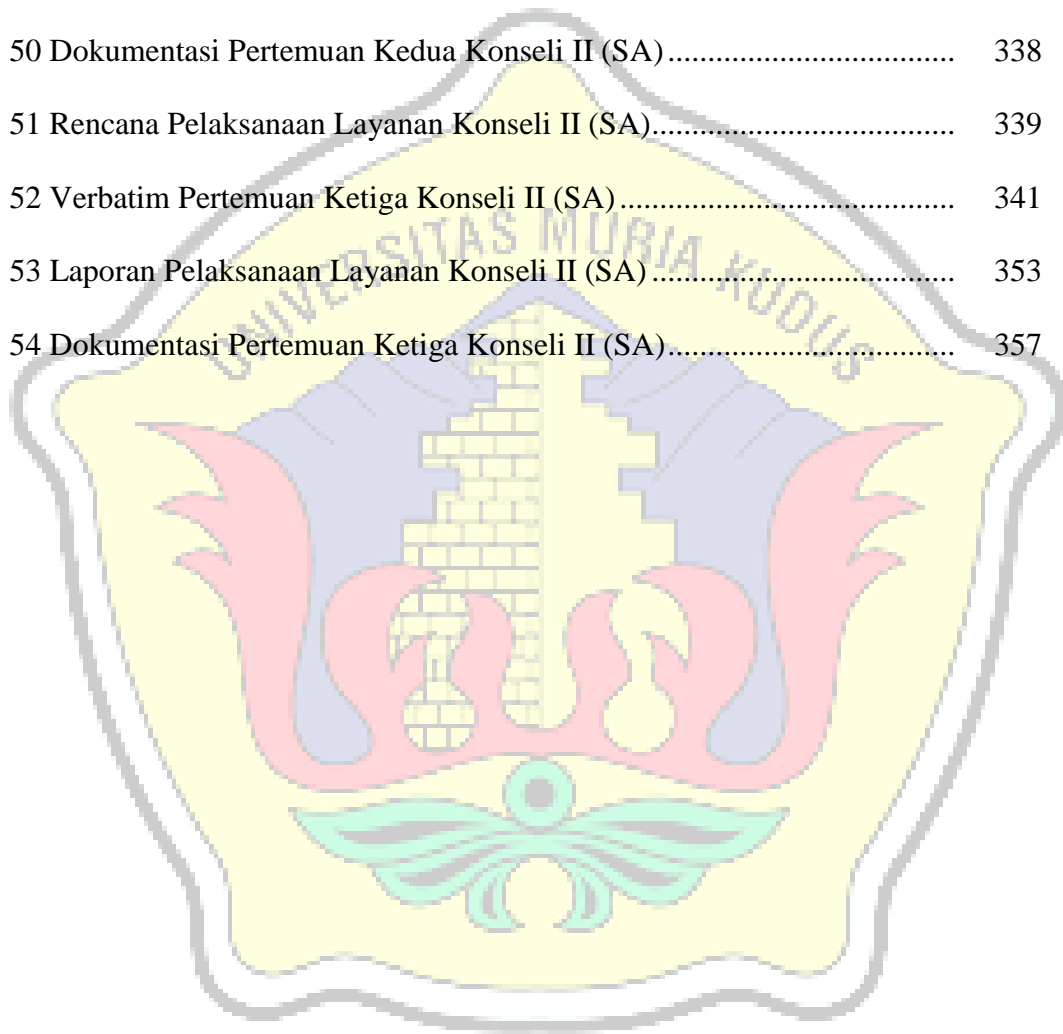 50 Dokumentasi Pertemuan Kedua Konseli II (SA) .................................... 338
51 Rencana Pelaksanaan Layanan Konseli II (SA)...................................... 339
52 Verbatim Pertemuan Ketiga Konseli II (SA) .......................................... 341
53 Laporan Pelaksanaan Layanan Konseli II (SA) ...................................... 353
54 Dokumentasi Pertemuan Ketiga Konseli II (SA).................................... 357
UNIVERSITAS MURIA KUDUS